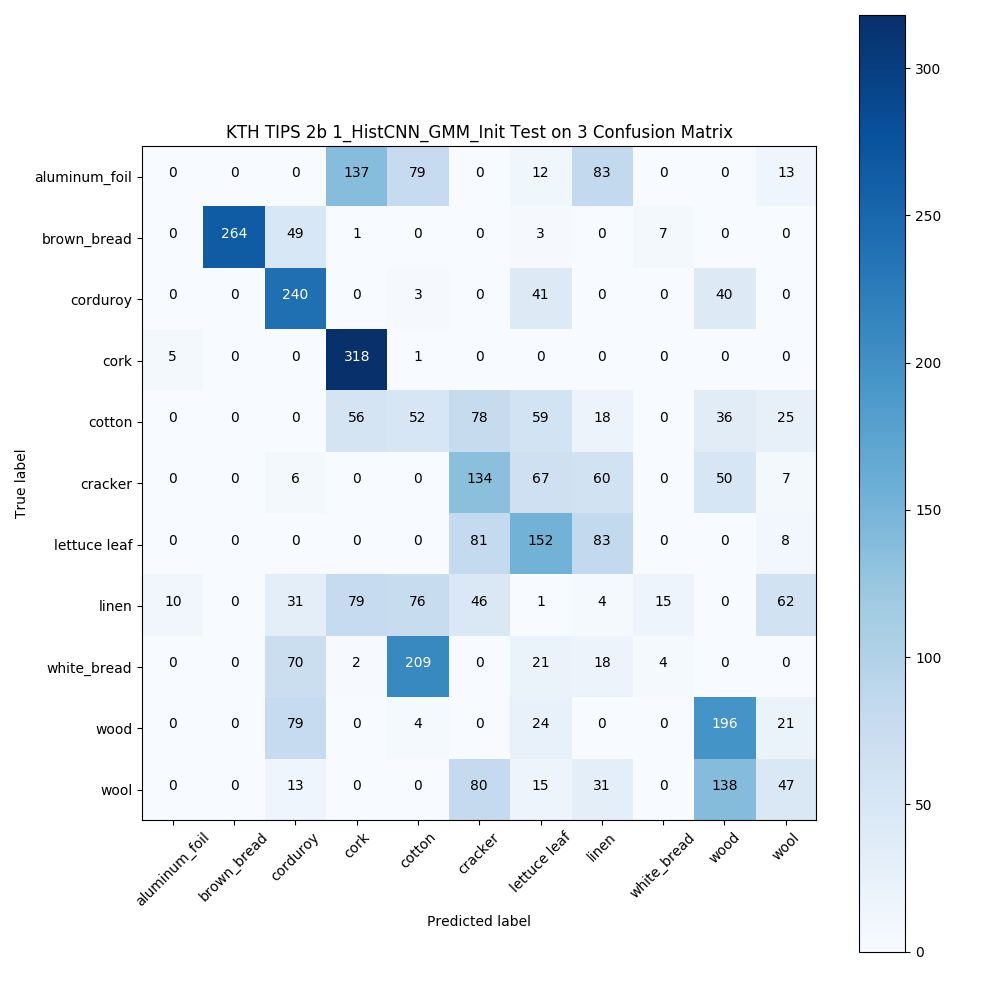 KTH TIPS 2b 1_HistCNN_GMM_Init Test on 3 Confusion Matrix
True label
aluminum_foil 0 0 0 137 79 0 12 83 0 0 13
brown_bread 0 264 49 1 0 0 3 0 7 0 0
corduroy 0 0 240 0 3 0 41 0 0 40 0
cork 5 0 0 318 1 0 0 0 0 0 0
cotton 0 0 0 56 52 78 59 18 0 36 25
cracker 0 0 6 0 0 134 67 60 0 50 7
lettuce leaf 0 0 0 0 0 81 152 83 0 0 8
linen 10 0 31 79 76 46 1 4 15 0 62
white_bread 0 0 70 2 209 0 21 18 4 0 0
wood 0 0 79 0 4 0 24 0 0 196 21
wool 0 0 13 0 0 80 15 31 0 138 47
aluminum_foil brown_bread corduroy cork cotton cracker lettuce leaf linen white_bread wood wool
Predicted label
300
250
200
150
100
50
0